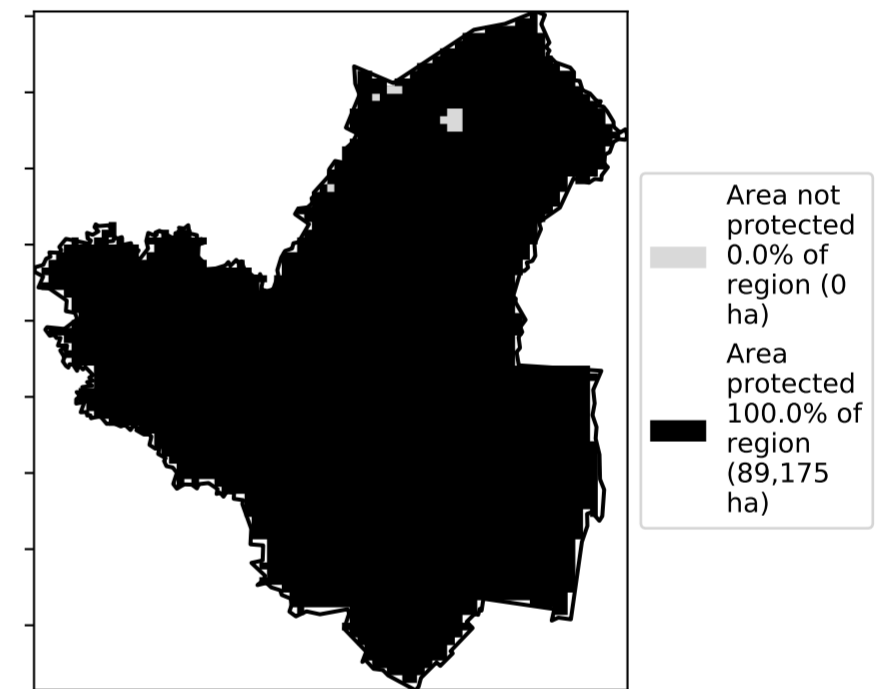 Area not
protected
0.0% of
region (0
ha)
Area
protected
100.0% of
region
(89,175
ha)